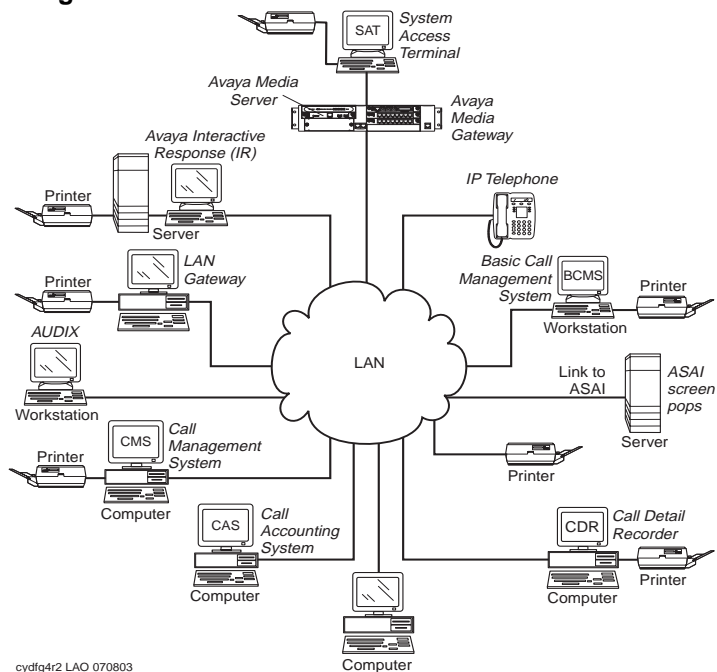 SAT
System
Access
Terminal
Avaya Media
Server
Avaya
Media
Gateway
Avaya Interactive
Response (IR)
Printer
Server
IP Telephone
LAN
Gateway
Printer
Basic Call
Management
System
BCMS
Printer
Workstation
AUDIX
Workstation
LAN
Link to
ASAI
ASAI
screen
pops
Server
CMS
Call
Management
System
Printer
Computer
Printer
CAS
Call
Accounting
System
Computer
CDR
Call Detail
Recorder
Computer
Printer
Computer
cydfg4r2 LAO 070803